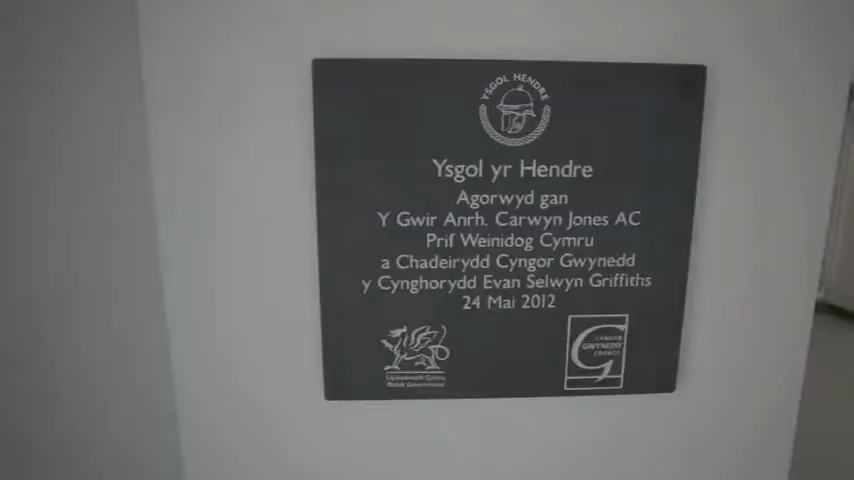 YSGOL HENDRE
Ysgol yr Hendre
Agorwyd gan
Y Gwir Anrh. Carwyn Jones AC
Prif Weinidog Cymru
a Chadeirydd Cyngor Gwynedd
y Cynghorydd Evan Selwyn Griffiths
24 Mai 2012
Llywodraeth Cymru
Welsh Government
CYNGOR
GWYNEDD
COUNCIL